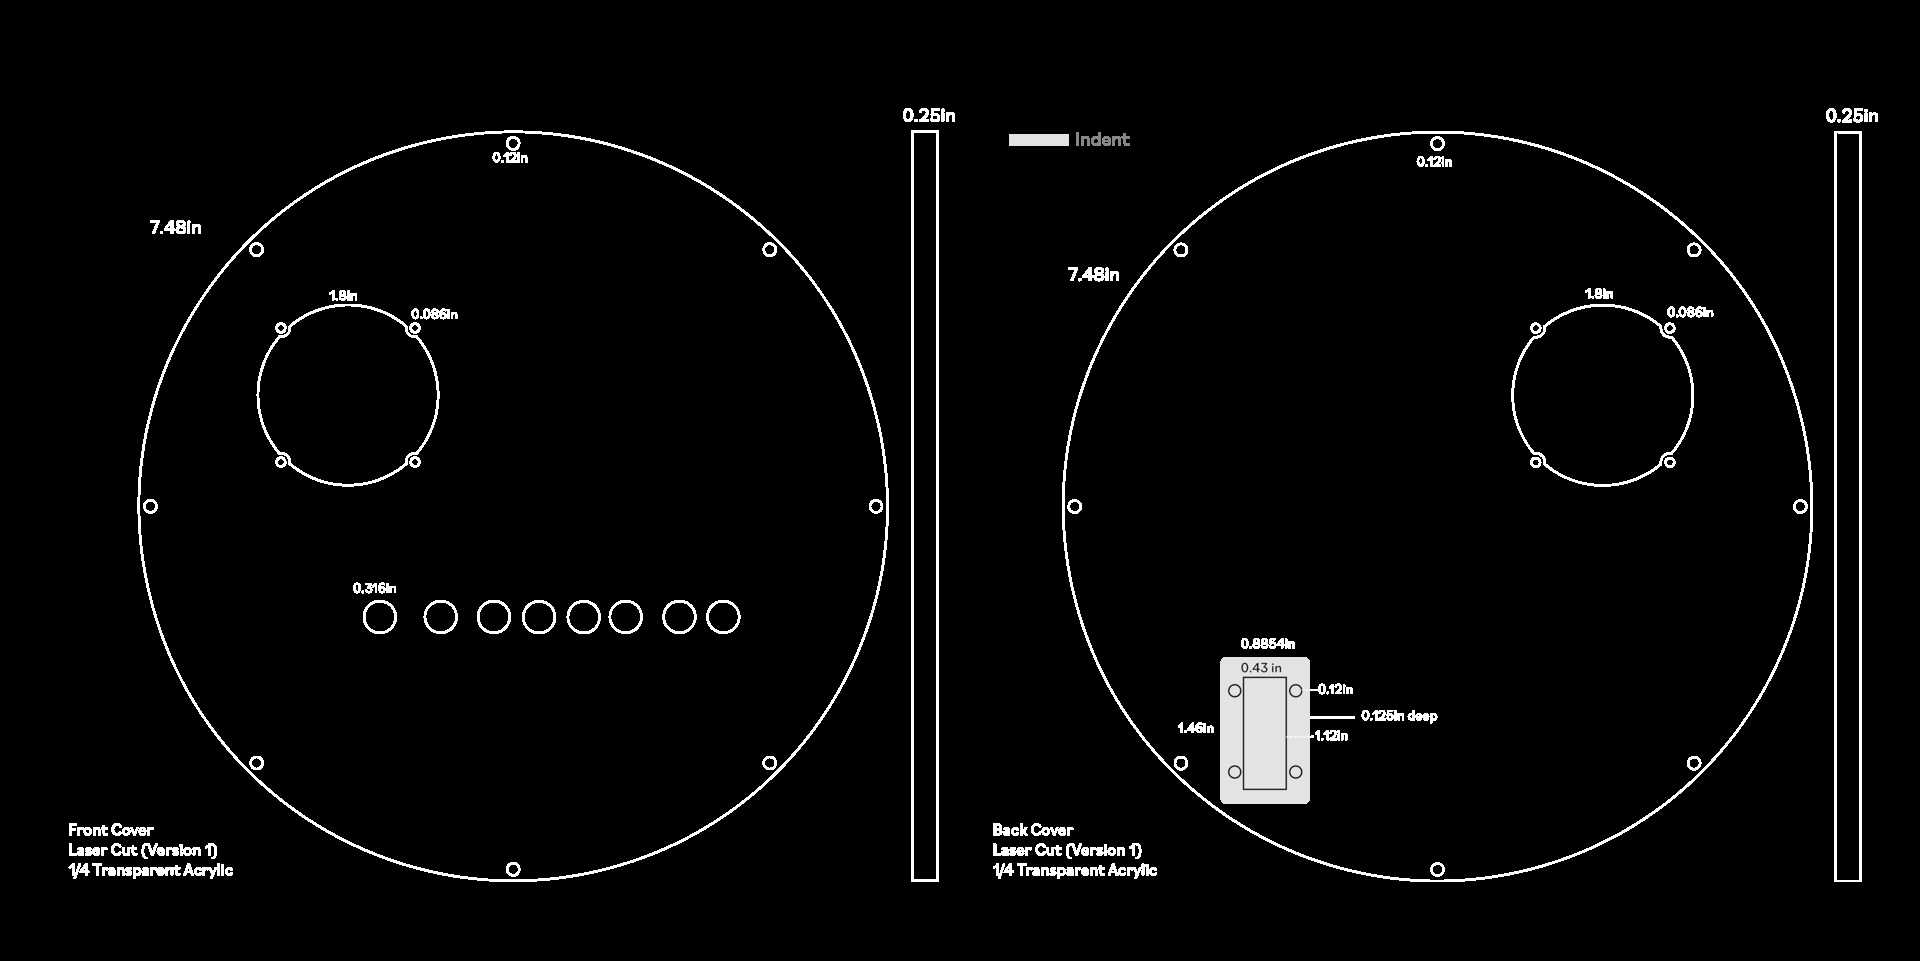 0.25in
0.12in
7.48in
1.8in
0.086in
0.316in
Front Cover
Laser Cut (Version 1)
1/4 Transparent Acrylic
0.25in
Indent
0.12in
7.48in
1.8in
0.086in
0.8854in
0.43 in
0.12in
0.125in deep
1.46in
1.12in
Back Cover
Laser Cut (Version 1)
1/4 Transparent Acrylic